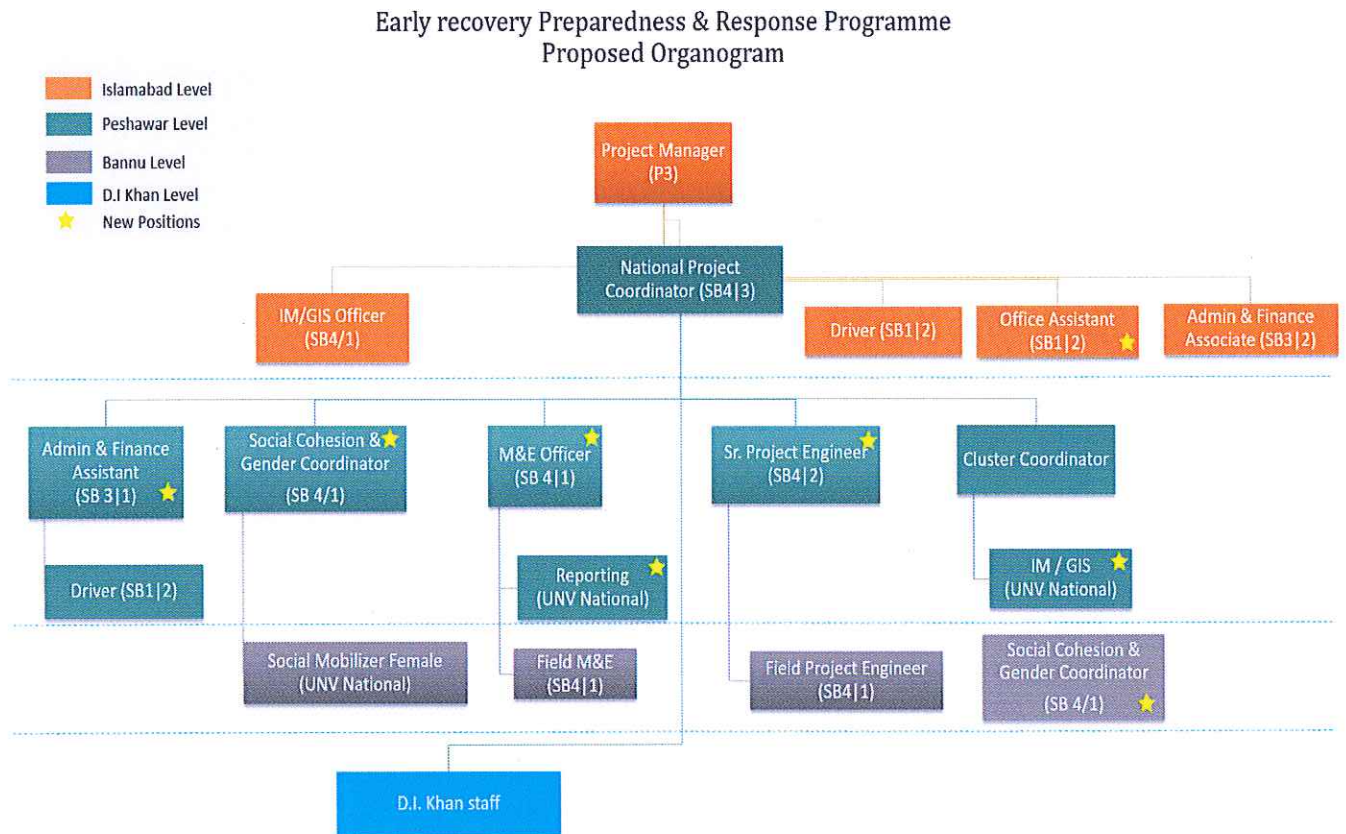 Early recovery Preparedness & Response Programme
Proposed Organogram
Islamabad Level
Peshawar Level
Bannu Level
D.I Khan Level
New Positions
Project Manager
(P3)
National Project
Coordinator (SB4|3)
IM/GIS Officer
(SB4/1)
Driver (SB1|2)
Office Assistant
(SB1|2)
Admin & Finance
Associate (SB3|2)
Admin & Finance
Assistant
(SB 3|1)
Social Cohesion &
Gender Coordinator
(SB 4/1)
M&E Officer
(SB 4|1)
Sr. Project Engineer
(SB4|2)
Cluster Coordinator
Driver (SB1|2)
Reporting
(UNV National)
IM / GIS
(UNV National)
Social Mobilizer Female
(UNV National)
Field M&E
(SB4|1)
Field Project Engineer
(SB4|1)
Social Cohesion &
Gender Coordinator
(SB 4/1)
D.I. Khan staff